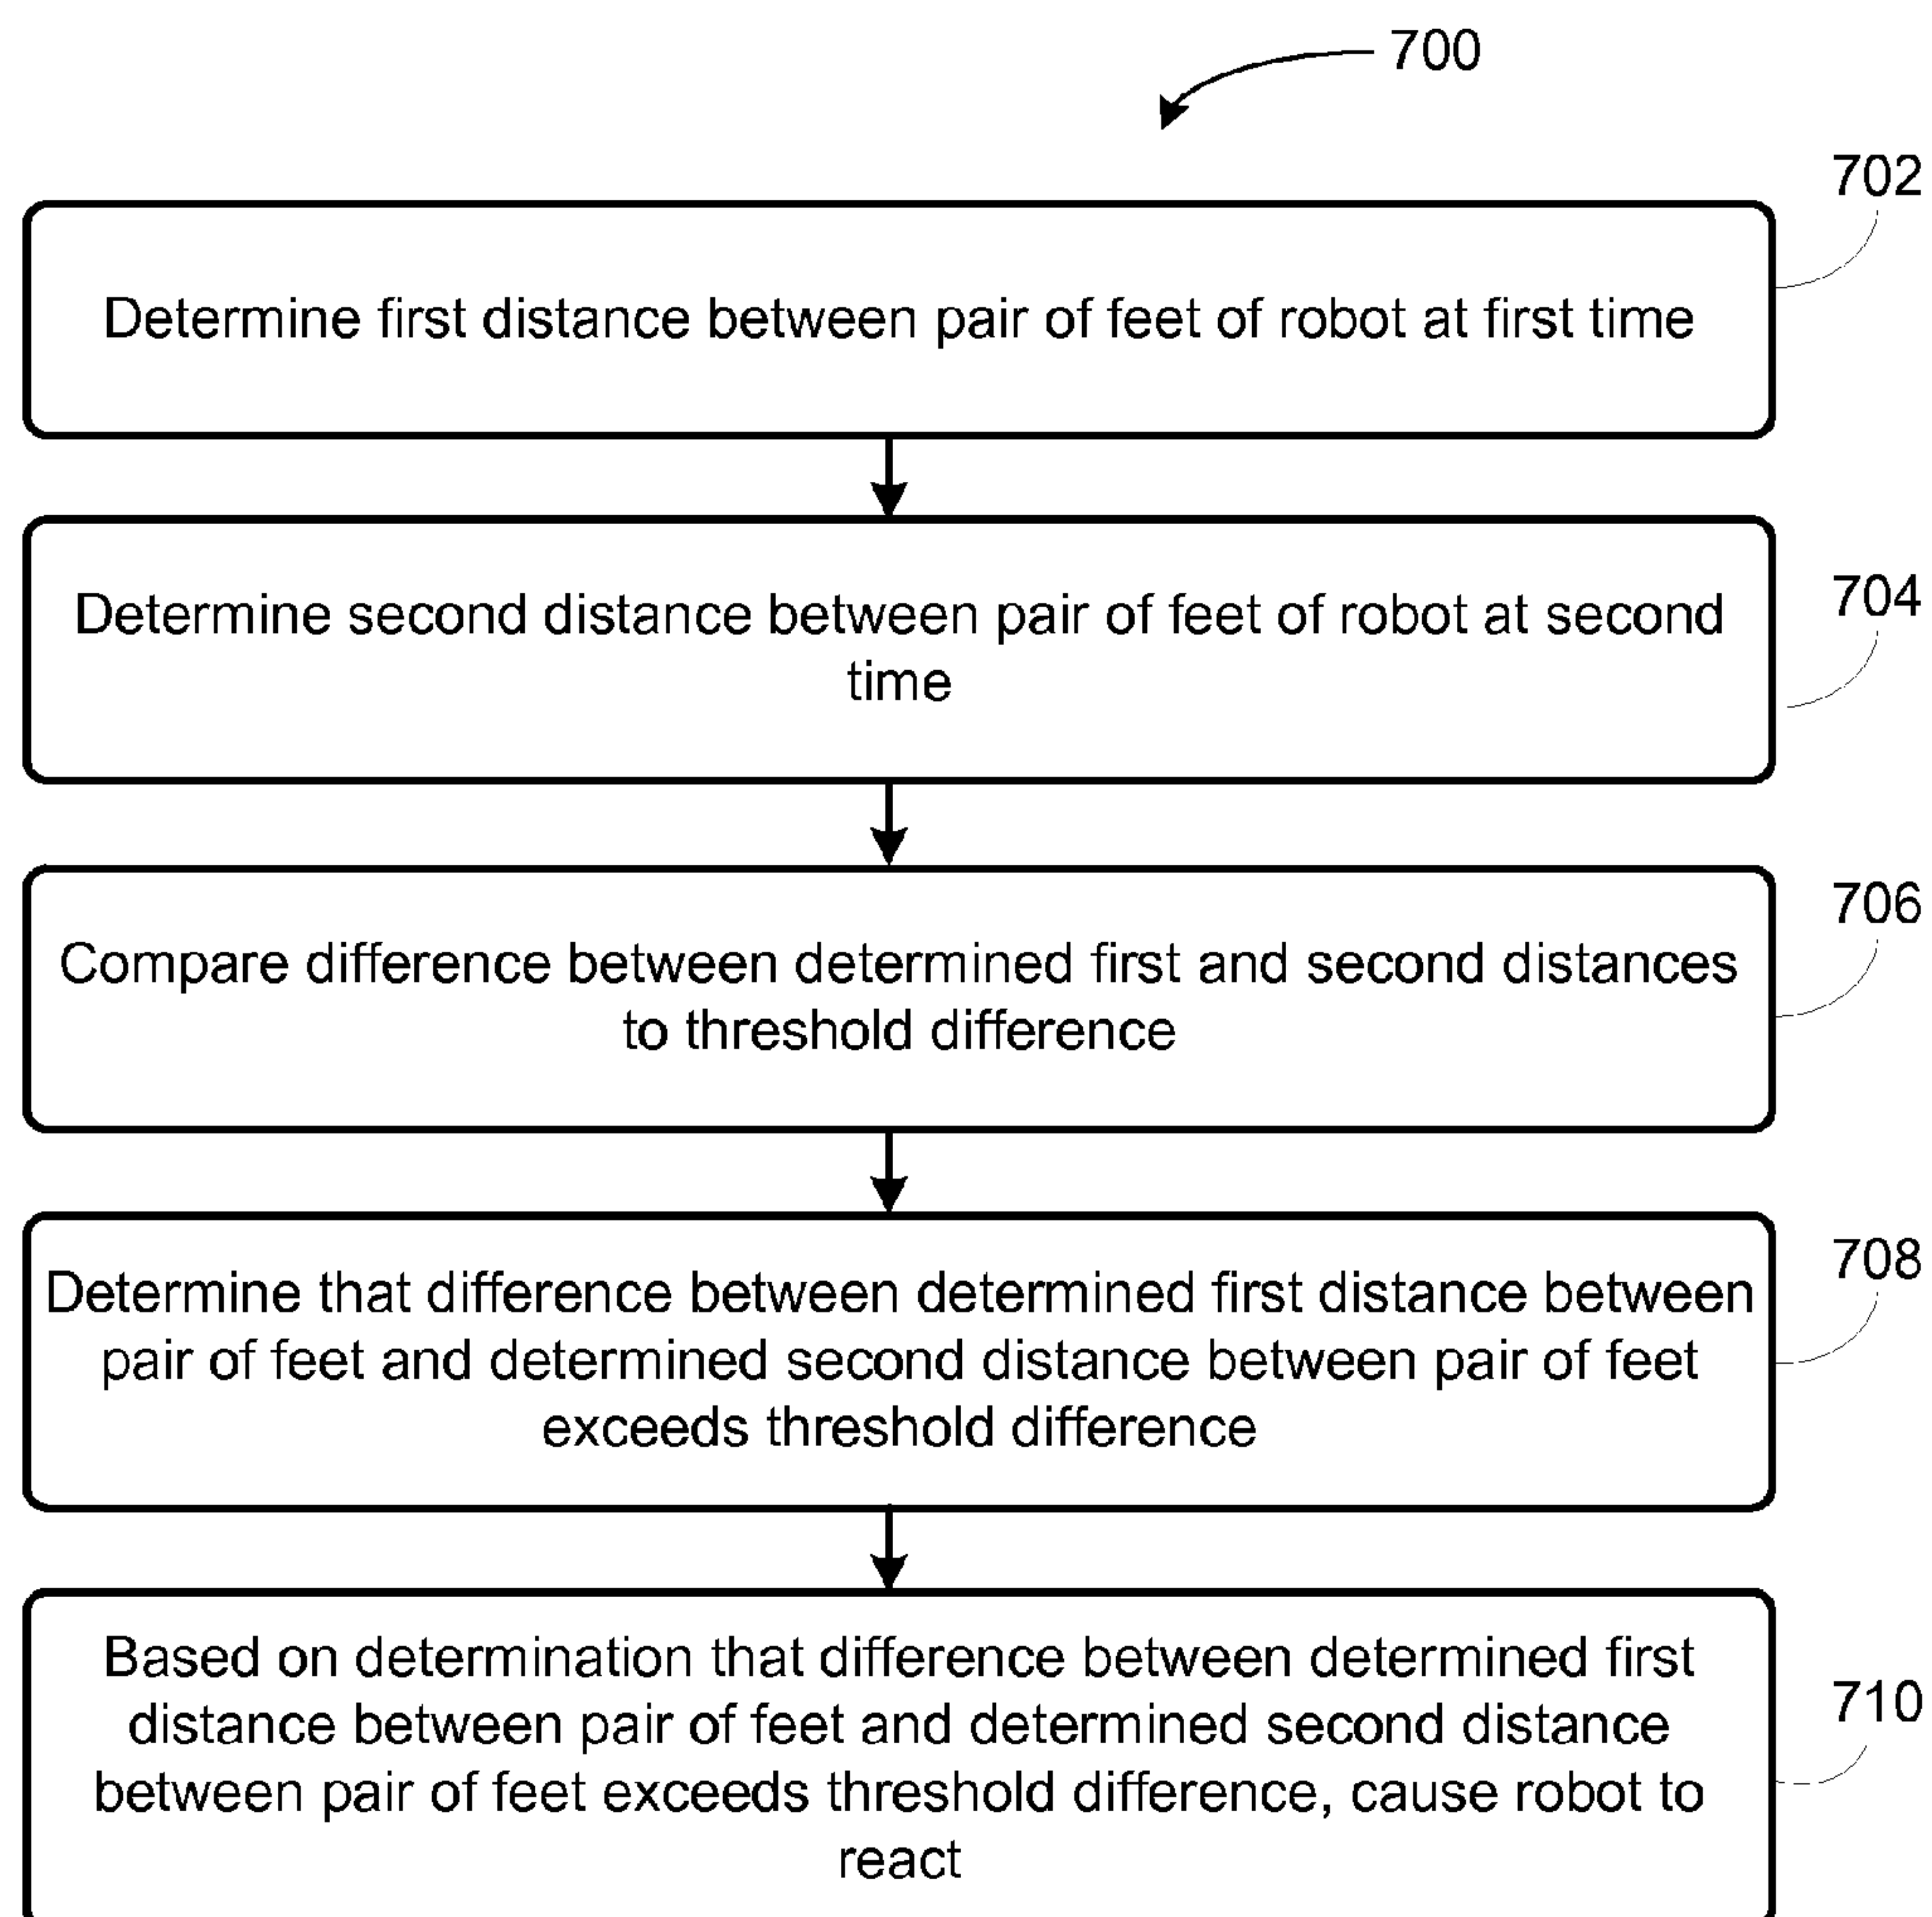 700
702
Determine first distance between pair of feet of robot at first time
704
Determine second distance between pair of feet of robot at second
time
706
Compare difference between determined first and second distances
to threshold difference
708
Determine that difference between determined first distance between
pair of feet and determined second distance between pair of feet
exceeds threshold difference
710
Based on determination that difference between determined first
distance between pair of feet and determined second distance
between pair of feet exceeds threshold difference, cause robot to
react